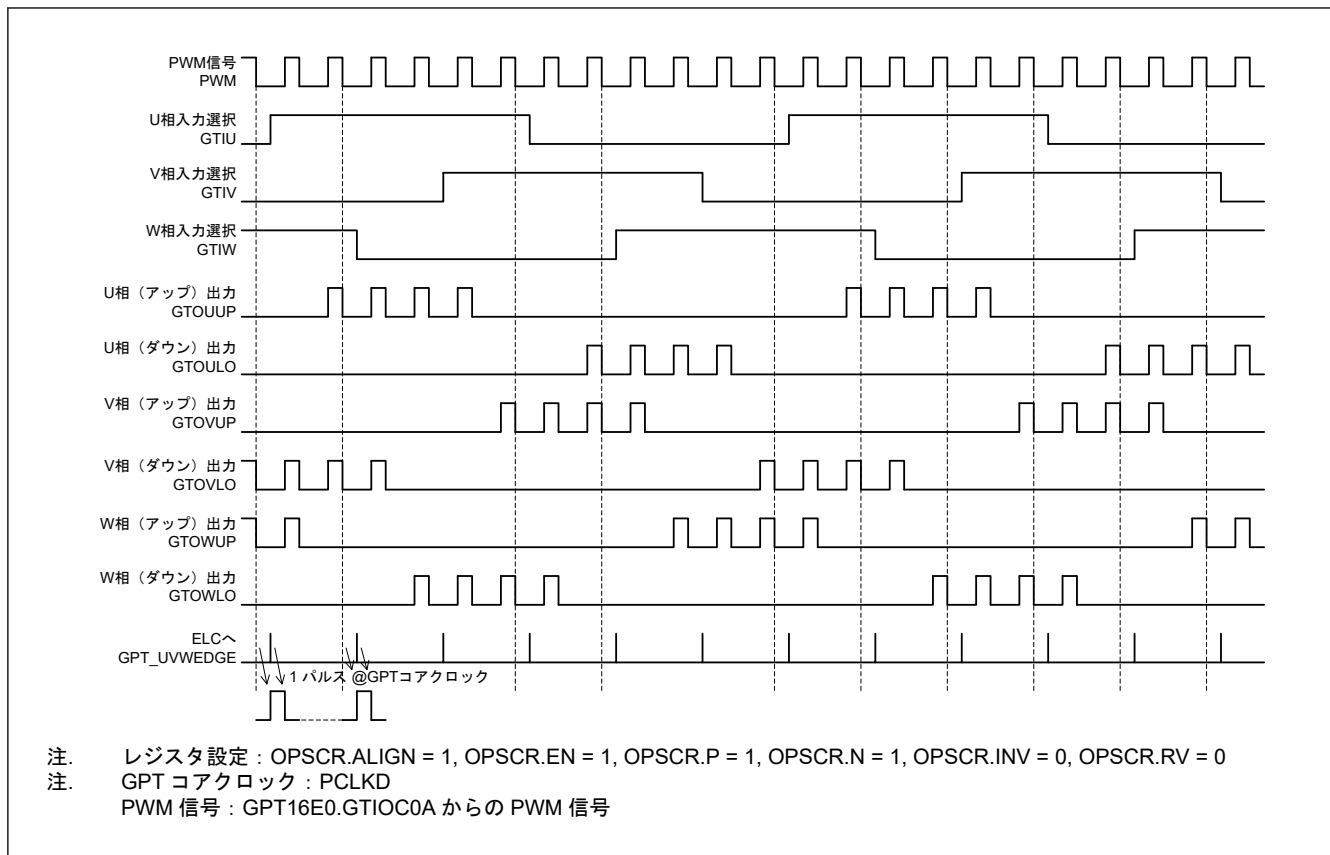 PWM信号
PWM
U相入力選択
GTIU
V相入力選択
GTIV
W相入力選択
GTIW
U相（アップ）出力
GTOUUP
U相（ダウン）出力
GTOULO
V相（アップ）出力
GTOVUP
V相（ダウン）出力
GTOVLO
W相（アップ）出力
GTOWUP
W相（ダウン）出力
GTOWLO
ELCへ
GPT_UVWEDGE
1 パルス @GPTコアクロック
注. レジスタ設定：OPSCR.ALIGN = 1, OPSCR.EN = 1, OPSCR.P = 1, OPSCR.N = 1, OPSCR.INV = 0, OPSCR.RV = 0
注. GPT コアクロック：PCLKD
PWM 信号：GPT16E0.GTIOC0A からの PWM 信号